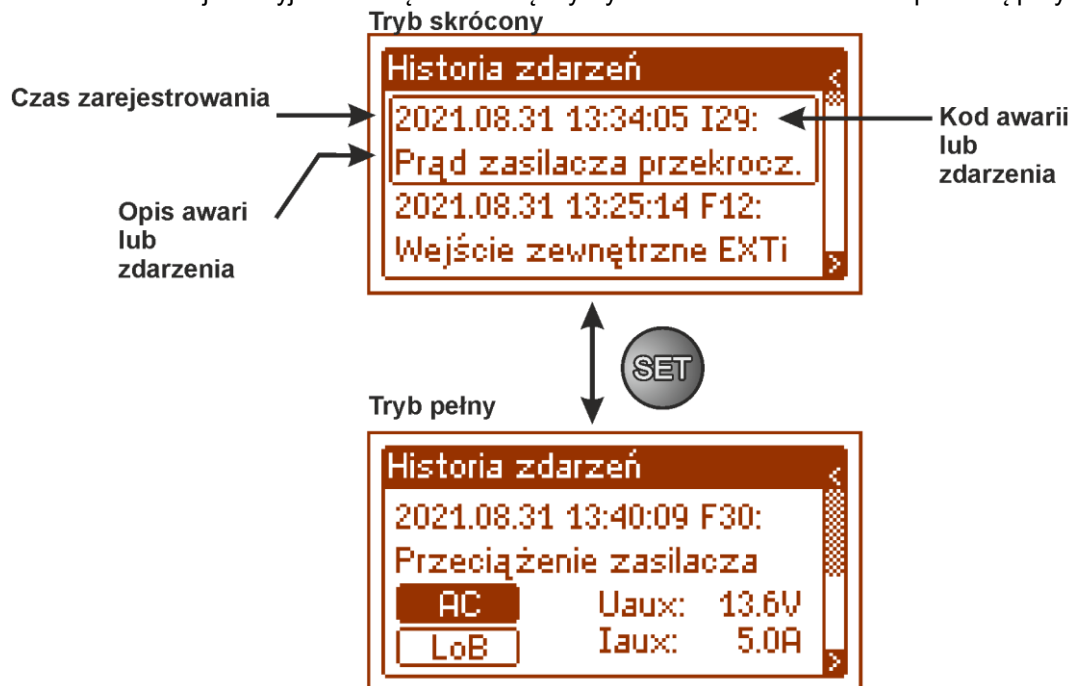 Tryb skrócony
Historia zdarzeń
Czas zarejestrowania
2021.08.31 13:34:05 I29:
Kod awarii
lub
zdarzenia
Prąd zasilacza przekrocz.
Opis awari
lub
zdarzenia
2021.08.31 13:25:14 F12:
Wejście zewnętrzne EXTi
SET
Tryb pełny
Historia zdarzeń
2021.08.31 13:40:09 F30:
Przeciążenie zasilacza
AC Uaux: 13.6V
LoB Iaux: 5.0A